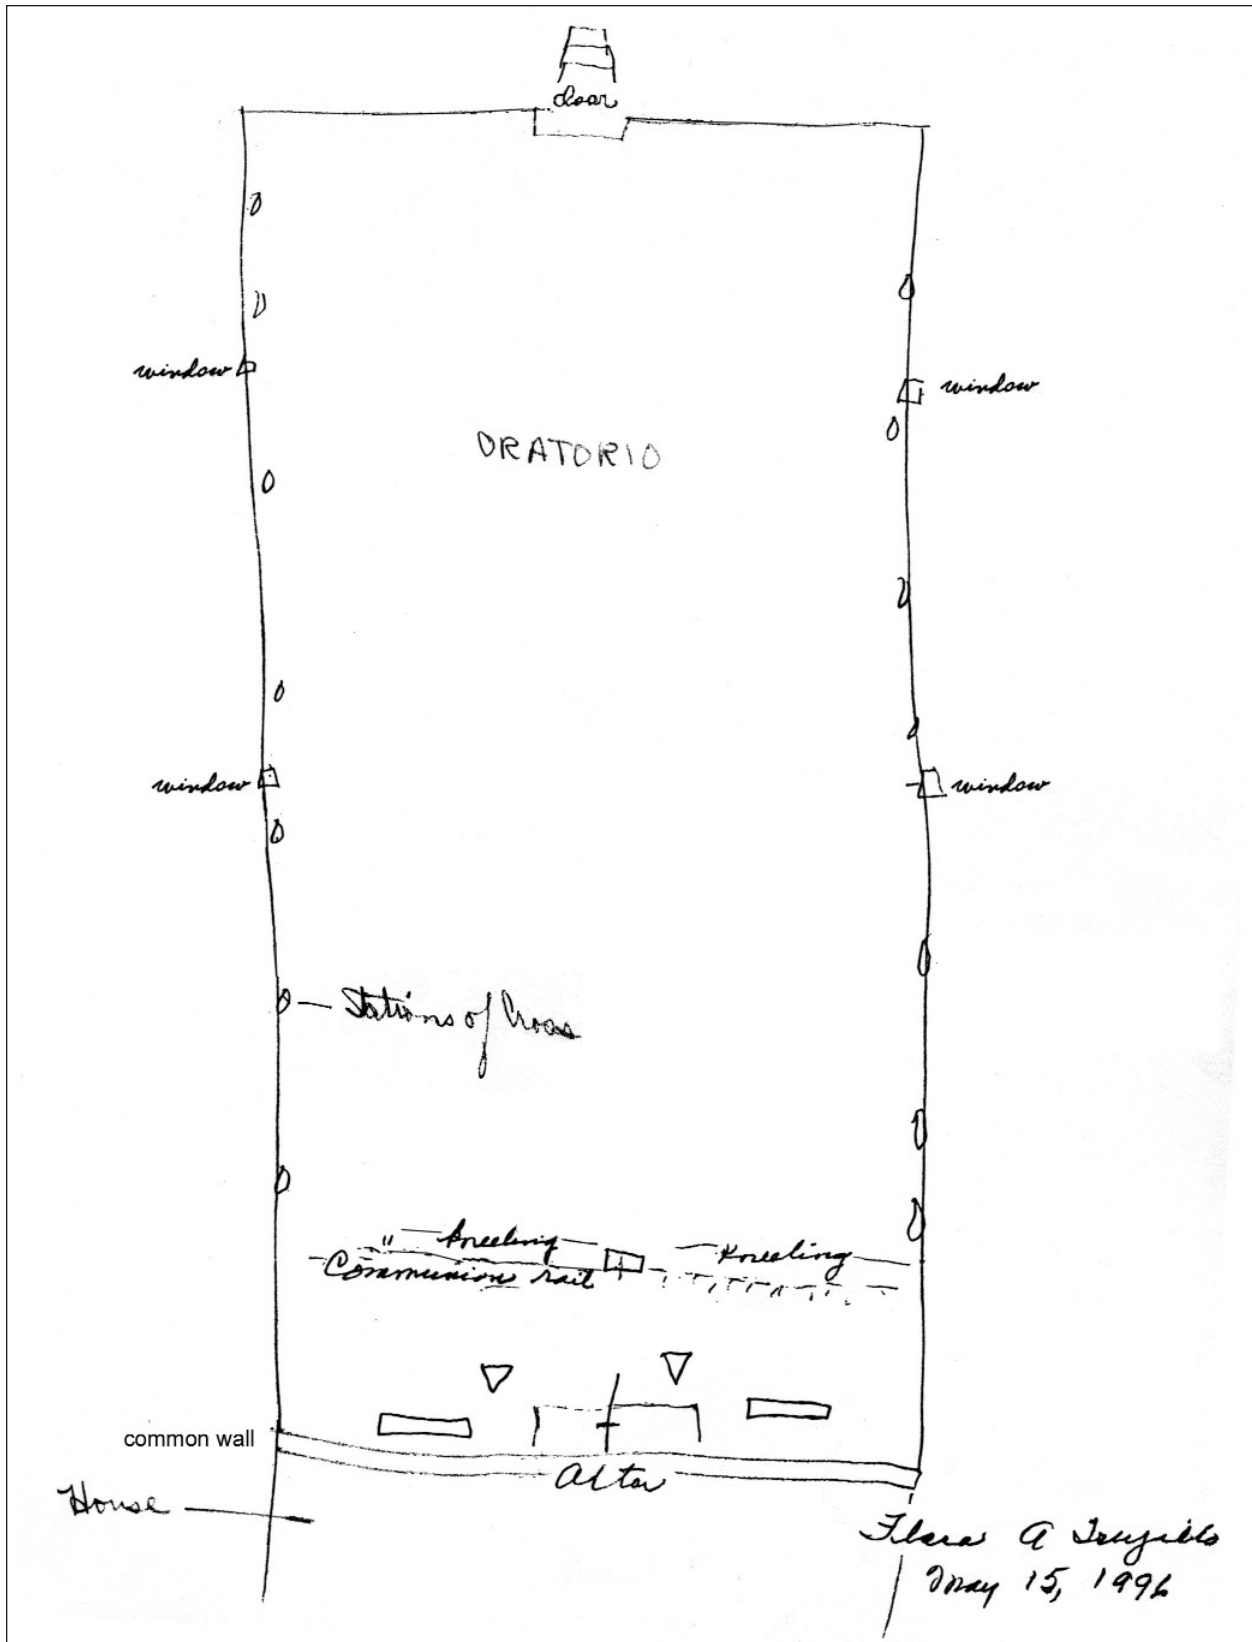 door
window
window
ORATORIO
window
window
Stations of Cross
" kneeling
Kneeling
Communion rail
common wall
Altar
House
Flora A Trujillo
May 15, 1996